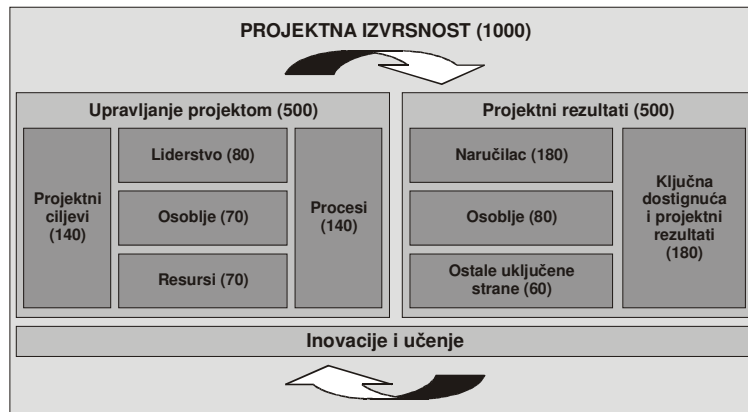 PROJEKTNA IZVRSNOST (1000)
Upravljanje projektom (500)
Projektni
ciljevi
(140)
Liderstvo (80)
Osoblje (70)
Resursi (70)
Procesi
(140)
Projektni rezultati (500)
Naručilac (180)
Osoblje (80)
Ostale uključene
strane (60)
Ključna
dostignuća
i projektni
rezultati
(180)
Inovacije i učenje